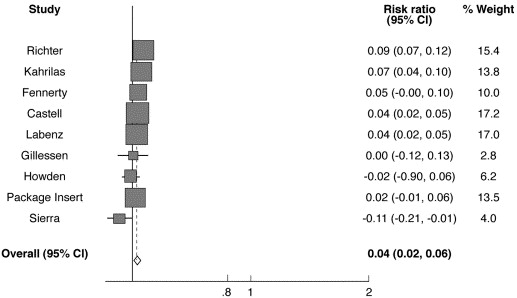 Study Risk ratio % Weight
(95% CI)
Richter 0.09 (0.07, 0.12) 15.4
Kahrilas 0.07 (0.04, 0.10) 13.8
Fennerty 0.05 (-0.00, 0.10) 10.0
Castell 0.04 (0.02, 0.05) 17.2
Labenz 0.04 (0.02, 0.05) 17.0
Gillessen 0.00 (-0.12, 0.13) 2.8
Howden -0.02 (-0.90, 0.06) 6.2
Package Insert 0.02 (-0.01, 0.06) 13.5
Sierra -0.11 (-0.21, -0.01) 4.0
Overall (95% CI) 0.04 (0.02, 0.06)
.8 1 2